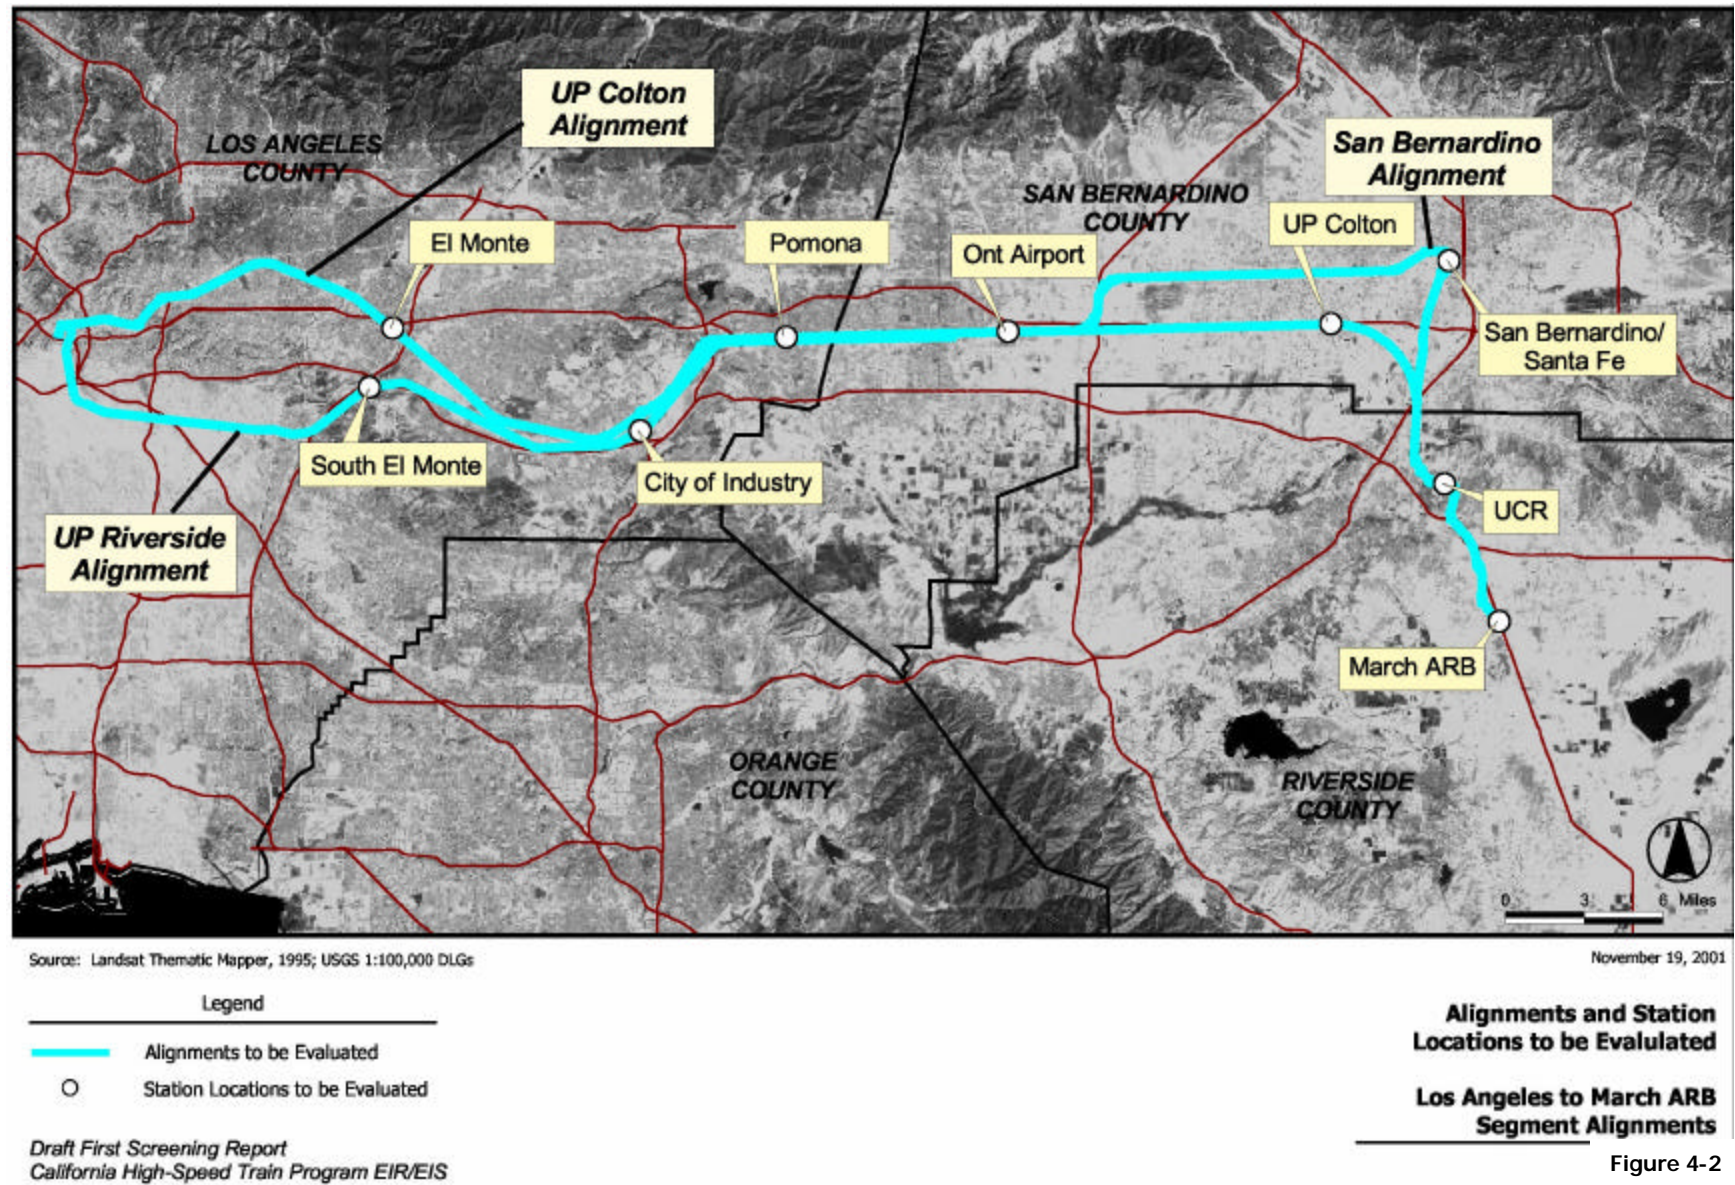 UP Colton
Alignment
LOS ANGELES
COUNTY
San Bernardino
Alignment
SAN BERNARDINO
COUNTY
El Monte
Pomona
Ont Airport
UP Colton
San Bernardino/
Santa Fe
South El Monte
City of Industry
UCR
UP Riverside
Alignment
March ARB
ORANGE
COUNTY
RIVERSIDE
COUNTY
0 3 6 Miles
Source: Landsat Thematic Mapper, 1995; USGS 1:100,000 DLGs
November 19, 2001
Legend
Alignments to be Evaluated
Station Locations to be Evaluated
Alignments and Station
Locations to be Evalulated
Los Angeles to March ARB
Segment Alignments
Draft First Screening Report
California High-Speed Train Program EIR/EIS
Figure 4-2